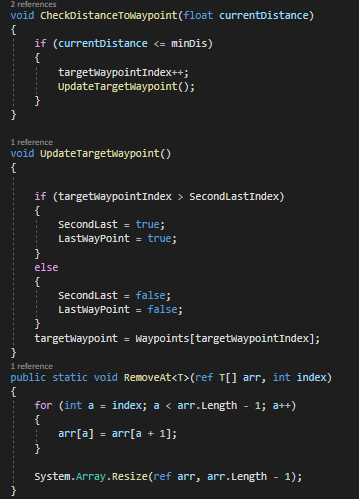 2 references
void CheckDistanceToWaypoint(float currentDistance)
{
if (currentDistance <= minDis)
{
targetWaypointIndex++;
UpdateTargetWaypoint();
}
}
1 reference
void UpdateTargetWaypoint()
{
if (targetWaypointIndex > SecondLastIndex)
{
SecondLast = true;
LastWayPoint = true;
}
else
{
SecondLast = false;
LastWayPoint = false;
}
targetWaypoint = Waypoints[targetWaypointIndex];
}
1 reference
public static void RemoveAt<T>(ref T[] arr, int index)
{
for (int a = index; a < arr.Length - 1; a++)
{
arr[a] = arr[a + 1];
}
System.Array.Resize(ref arr, arr.Length - 1);
}